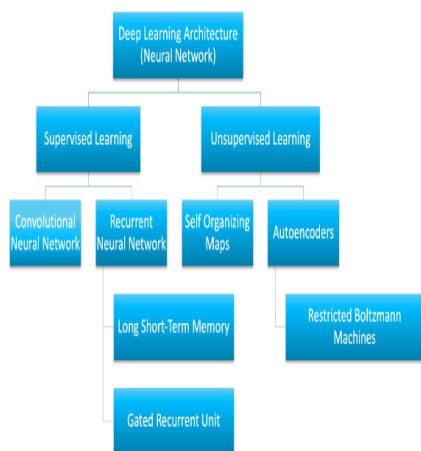 Deep Learning Architecture
(Neural Network)
Supervised Learning
Unsupervised Learning
Convolutional
Neural Network
Recurrent
Neural Network
Self Organizing
Maps
Autoencoders
Long Short-Term Memory
Restricted Boltzmann
Machines
Gated Recurrent Unit